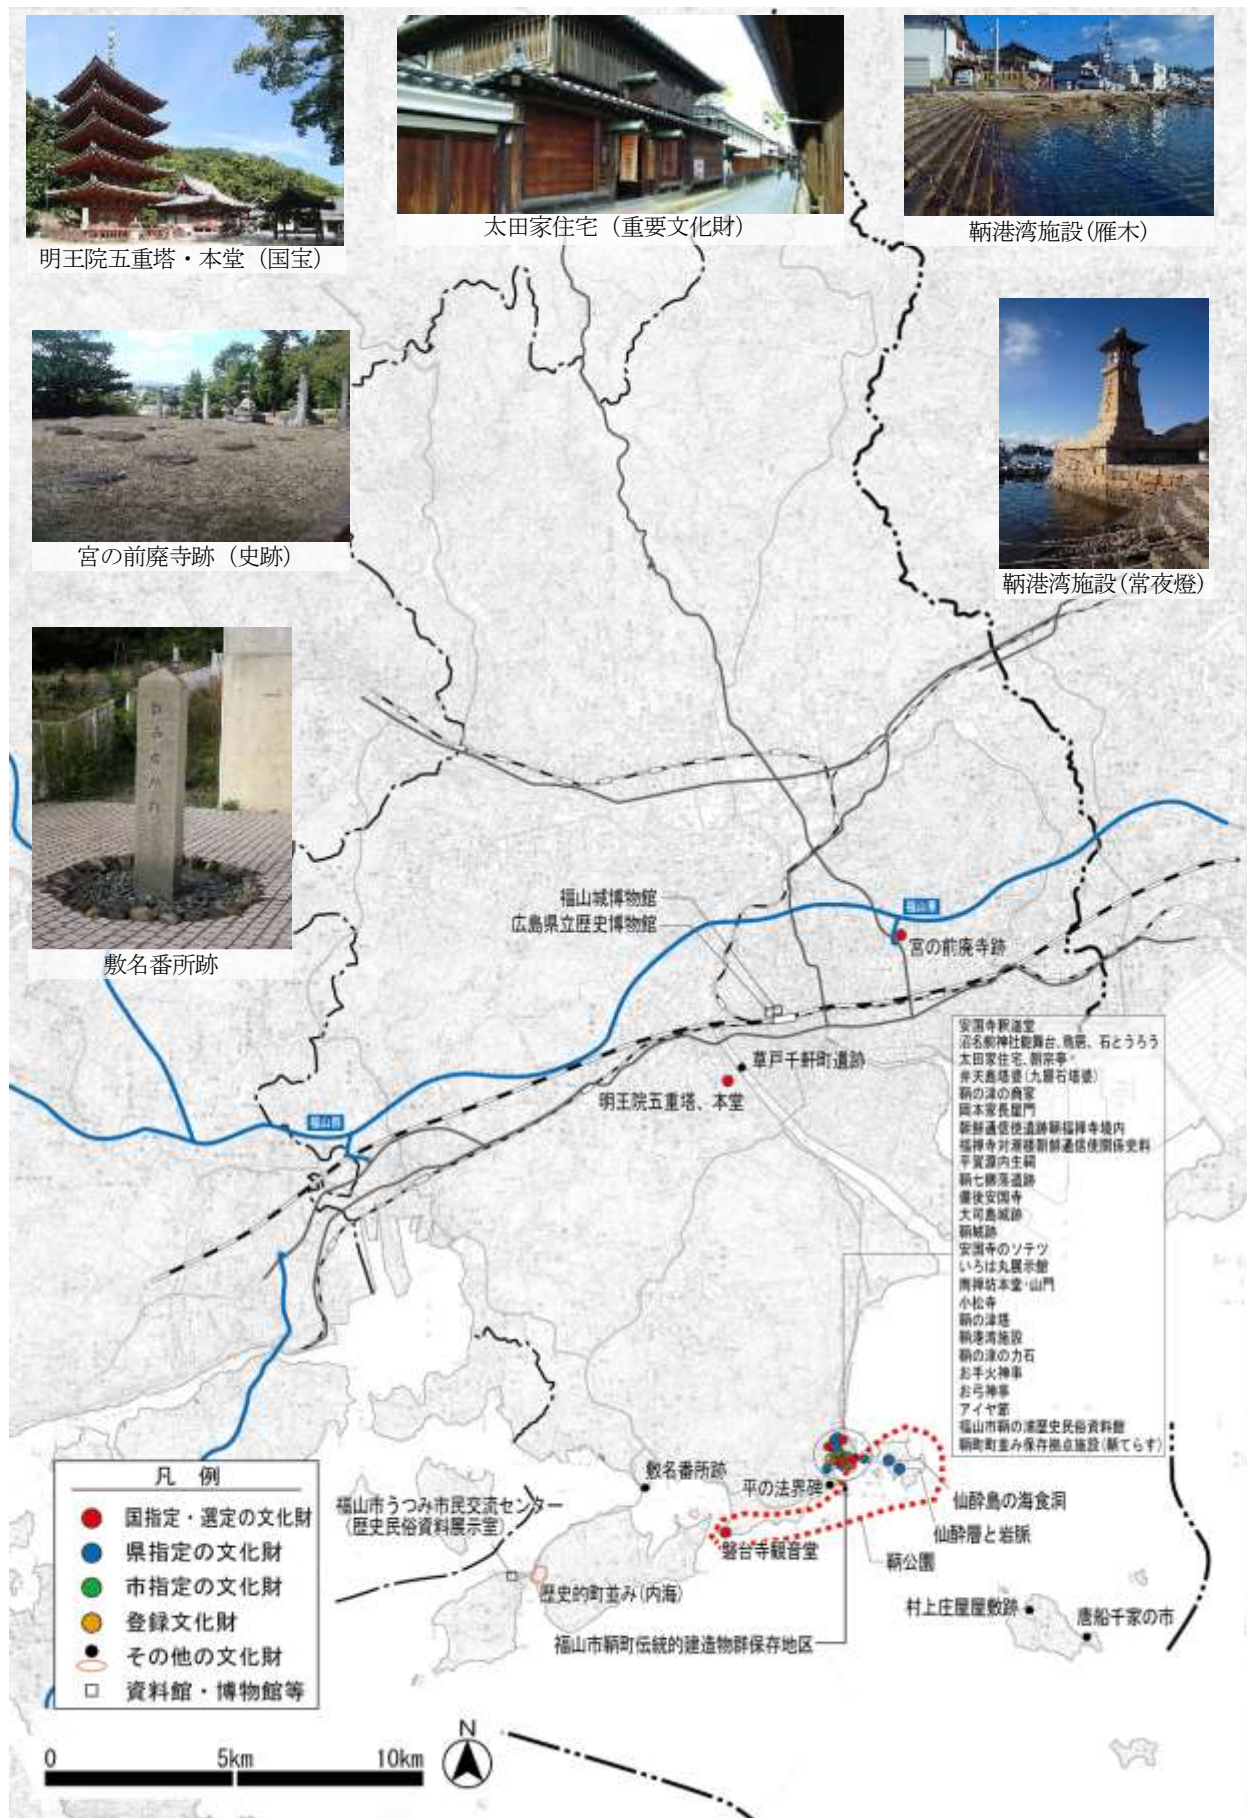 明王院五重塔・本堂（国宝）
太田家住宅（重要文化財）
鞆港湾施設(雁木)
宮の前廃寺跡（史跡）
鞆港湾施設(常夜燈)
敷名番所跡
福山城博物館
広島県立歴史博物館
福山東
宮の前廃寺跡
草戸千軒町遺跡
明王院五重塔、本堂
福山西
安国寺釈迦堂
沼名前神社能舞台、鳥居、石とうろう
太田家住宅、朝宗亭
弁天島塔婆(九層石塔婆)
鞆の津の商家
岡本家長屋門
朝鮮通信使遺跡鞆福禅寺境内
福禅寺対潮楼朝鮮通信使関係史料
平賀源内生祠
鞆七卿落遺跡
備後安国寺
大可島城跡
鞆城跡
安国寺のソテツ
いろは丸展示館
南禅坊本堂・山門
小松寺
鞆の津塔
鞆港湾施設
鞆の津の力石
お手火神事
お弓神事
アイヤ節
福山市鞆の浦歴史民俗資料館
鞆町町並み保存拠点施設(鞆てらす)
敷名番所跡
平の法界碑
仙酔島の海食洞
仙酔層と岩脈
磐台寺観音堂
鞆公園
福山市うつみ市民交流センター
(歴史民俗資料展示室)
歴史的町並み(内海)
村上庄屋屋敷跡
唐船千家の市
福山市鞆町伝統的建造物群保存地区
凡 例
国指定・選定の文化財
県指定の文化財
市指定の文化財
登録文化財
その他の文化財
資料館・博物館等
0 5km 10km
N